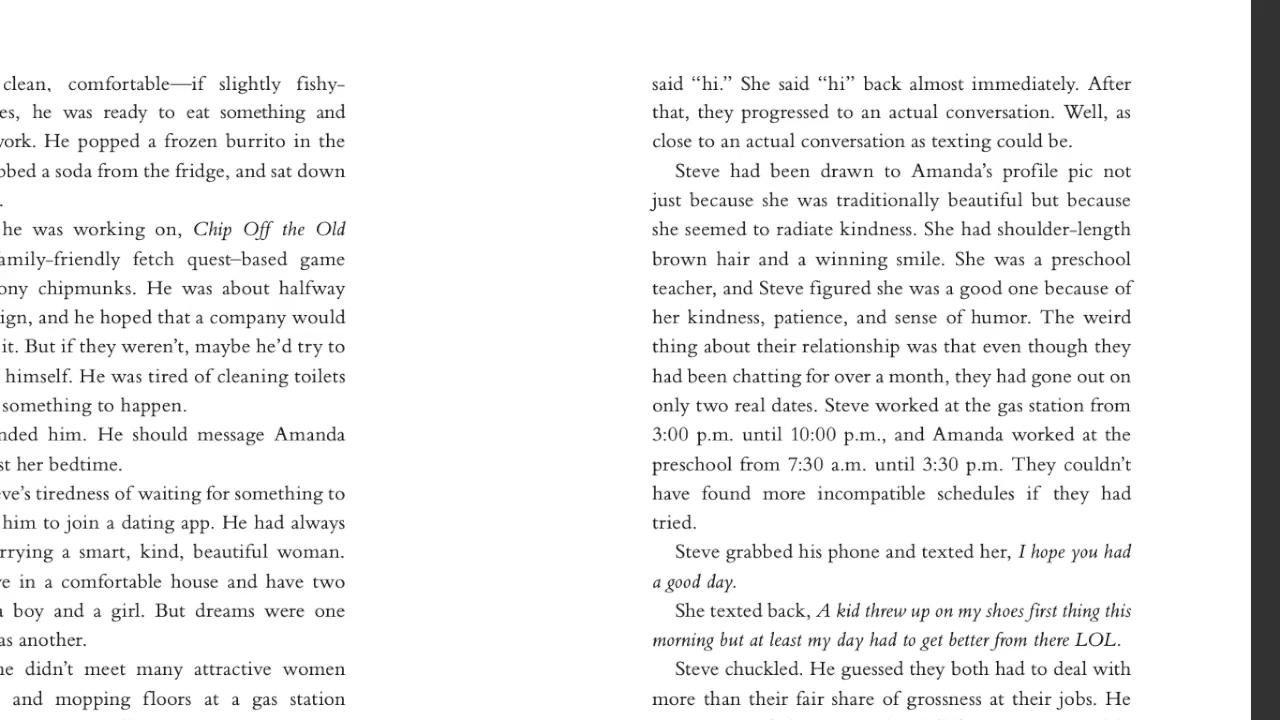 clean, comfortable—if slightly fishy-
he was ready to eat something and
He popped a frozen burrito in the
a soda from the fridge, and sat down
.
he was working on, Chip Off the Old
family-friendly fetch quest–based game
chipmunks. He was about halfway
and he hoped that a company would
it. But if they weren't, maybe he'd try to
himself. He was tired of cleaning toilets
something to happen.
him. He should message Amanda
her bedtime.
tiredness of waiting for something to
him to join a dating app. He had always
a smart, kind, beautiful woman.
in a comfortable house and have two
boy and a girl. But dreams were one
as another.
didn't meet many attractive women
and mopping floors at a gas station
said “hi.” She said “hi” back almost immediately. After
that, they progressed to an actual conversation. Well, as
close to an actual conversation as texting could be.
Steve had been drawn to Amanda's profile pic not
just because she was traditionally beautiful but because
she seemed to radiate kindness. She had shoulder-length
brown hair and a winning smile. She was a preschool
teacher, and Steve figured she was a good one because of
her kindness, patience, and sense of humor. The weird
thing about their relationship was that even though they
had been chatting for over a month, they had gone out on
only two real dates. Steve worked at the gas station from
3:00 p.m. until 10:00 p.m., and Amanda worked at the
preschool from 7:30 a.m. until 3:30 p.m. They couldn't
have found more incompatible schedules if they had
tried.
Steve grabbed his phone and texted her, I hope you had
a good day.
She texted back, A kid threw up on my shoes first thing this
morning but at least my day had to get better from there LOL.
Steve chuckled. He guessed they both had to deal with
more than their fair share of grossness at their jobs. He